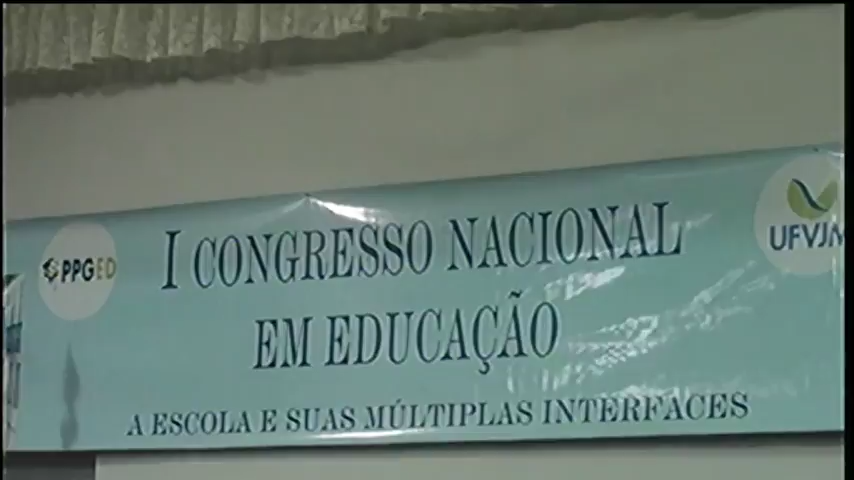 I CONGRESSO NACIONAL
EM EDUCAÇÃO
A ESCOLA E SUAS MÚLTIPLAS INTERFACES
PPGED
UFVJM